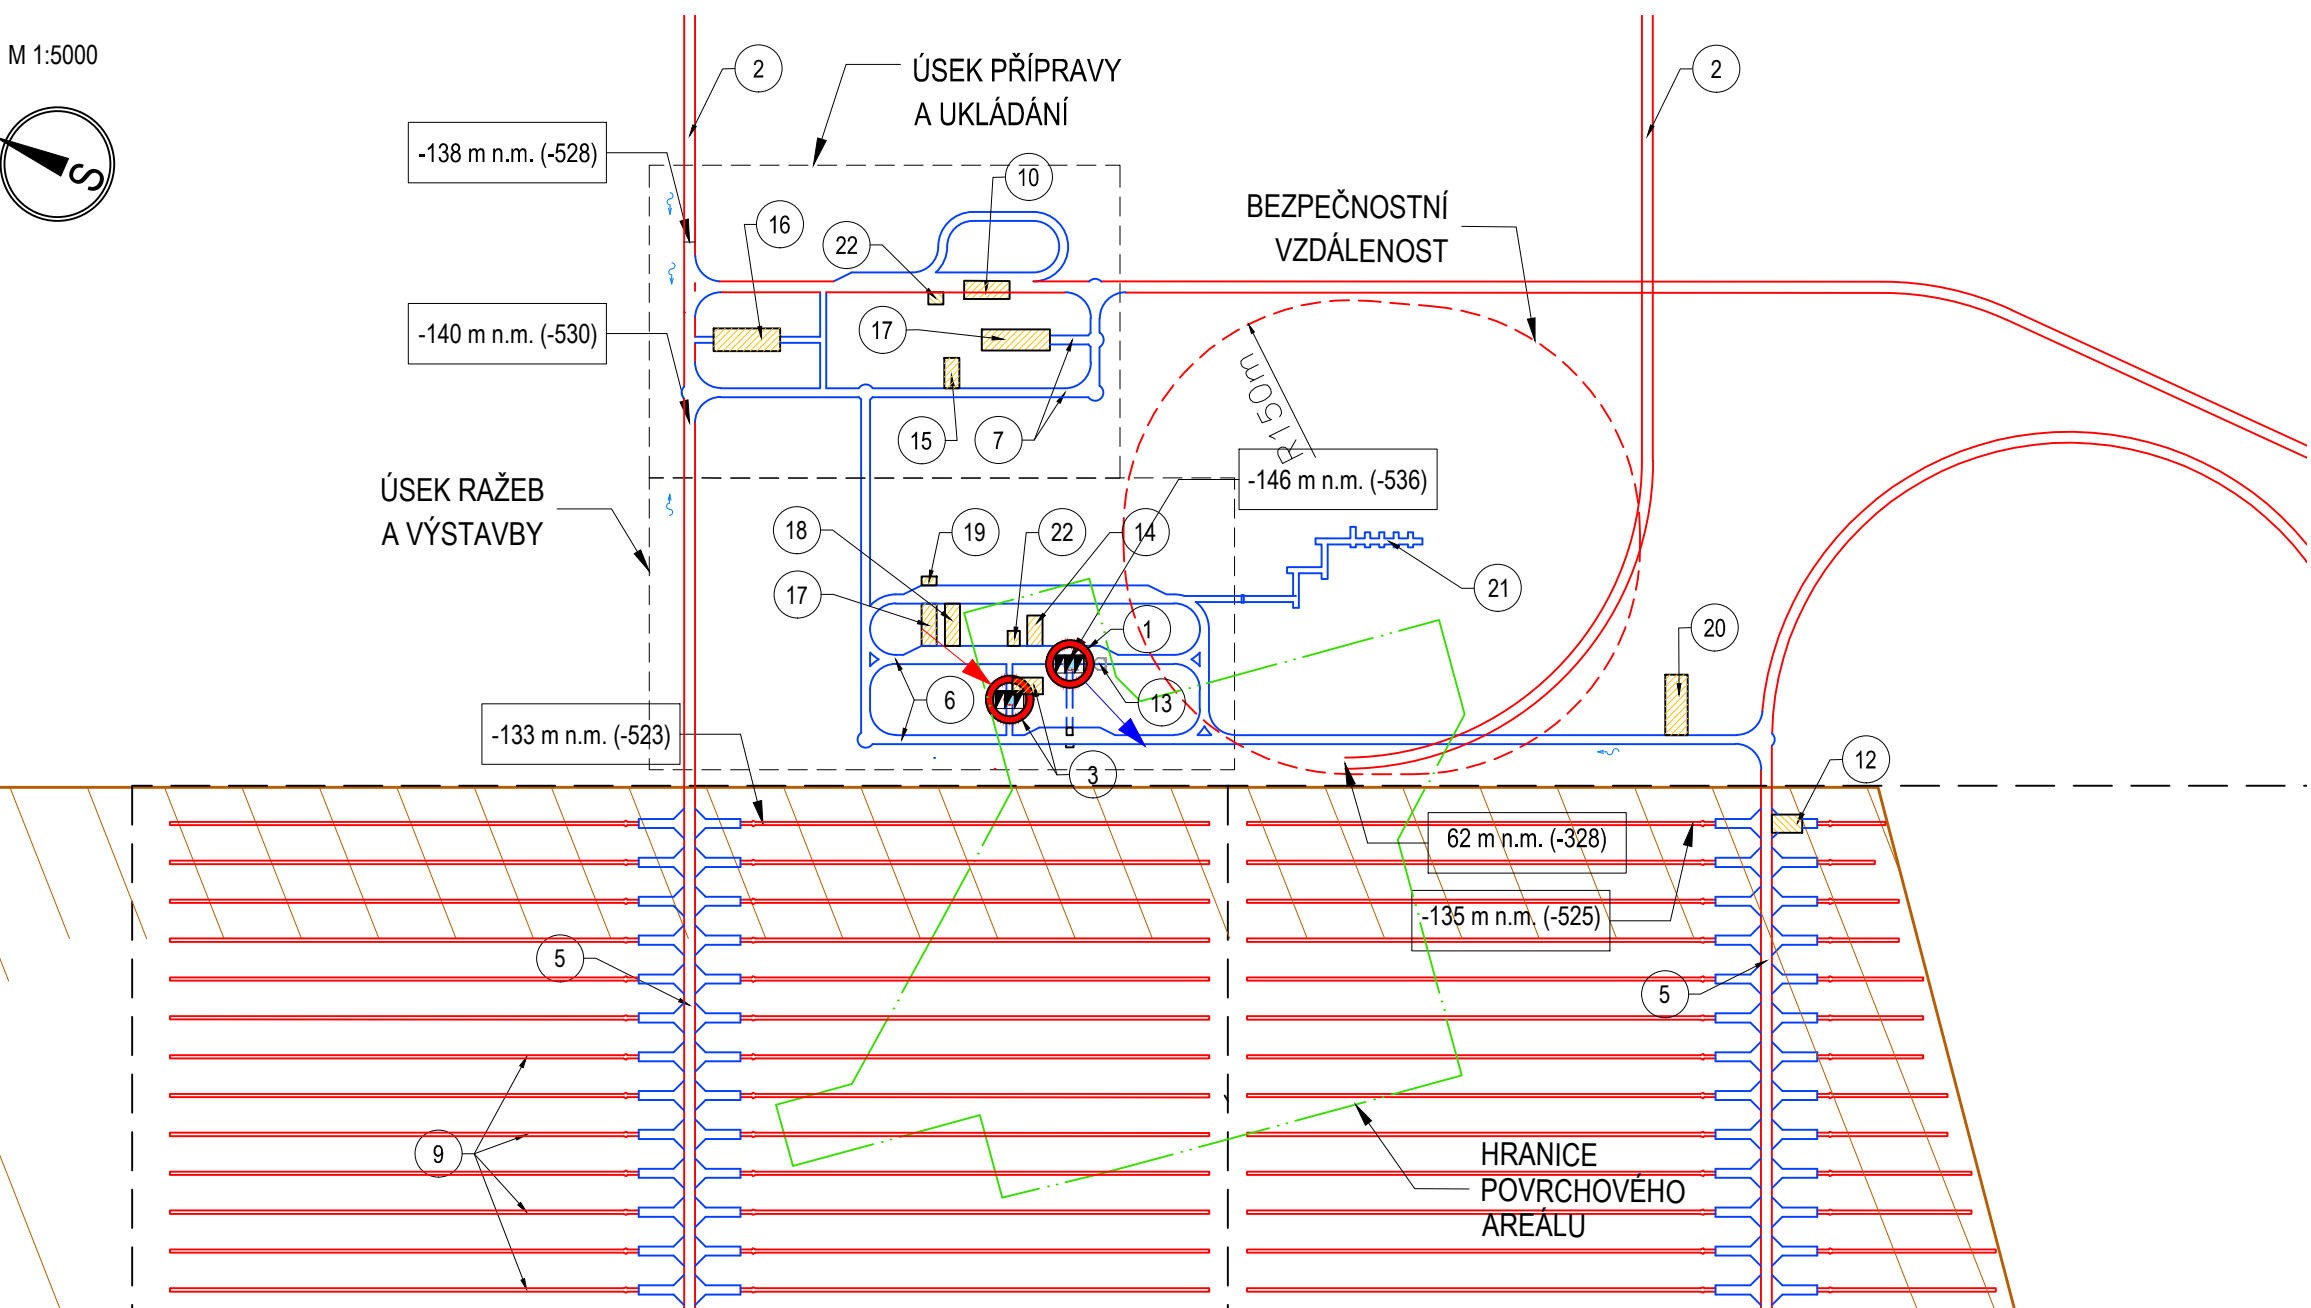 M 1:5000
S
2
ÚSEK PŘÍPRAVY
A UKLÁDÁNÍ
2
-138 m n.m. (-528)
10
16
22
BEZPEČNOSTNÍ
VZDÁLENOST
-140 m n.m. (-530)
17
R150m
15
7
-146 m n.m. (-536)
ÚSEK RAŽEB
A VÝSTAVBY
18
19
22
14
17
21
1
20
6
13
-133 m n.m. (-523)
3
12
62 m n.m. (-328)
-135 m n.m. (-525)
5
5
9
HRANICE
POVRCHOVÉHO
AREÁLU